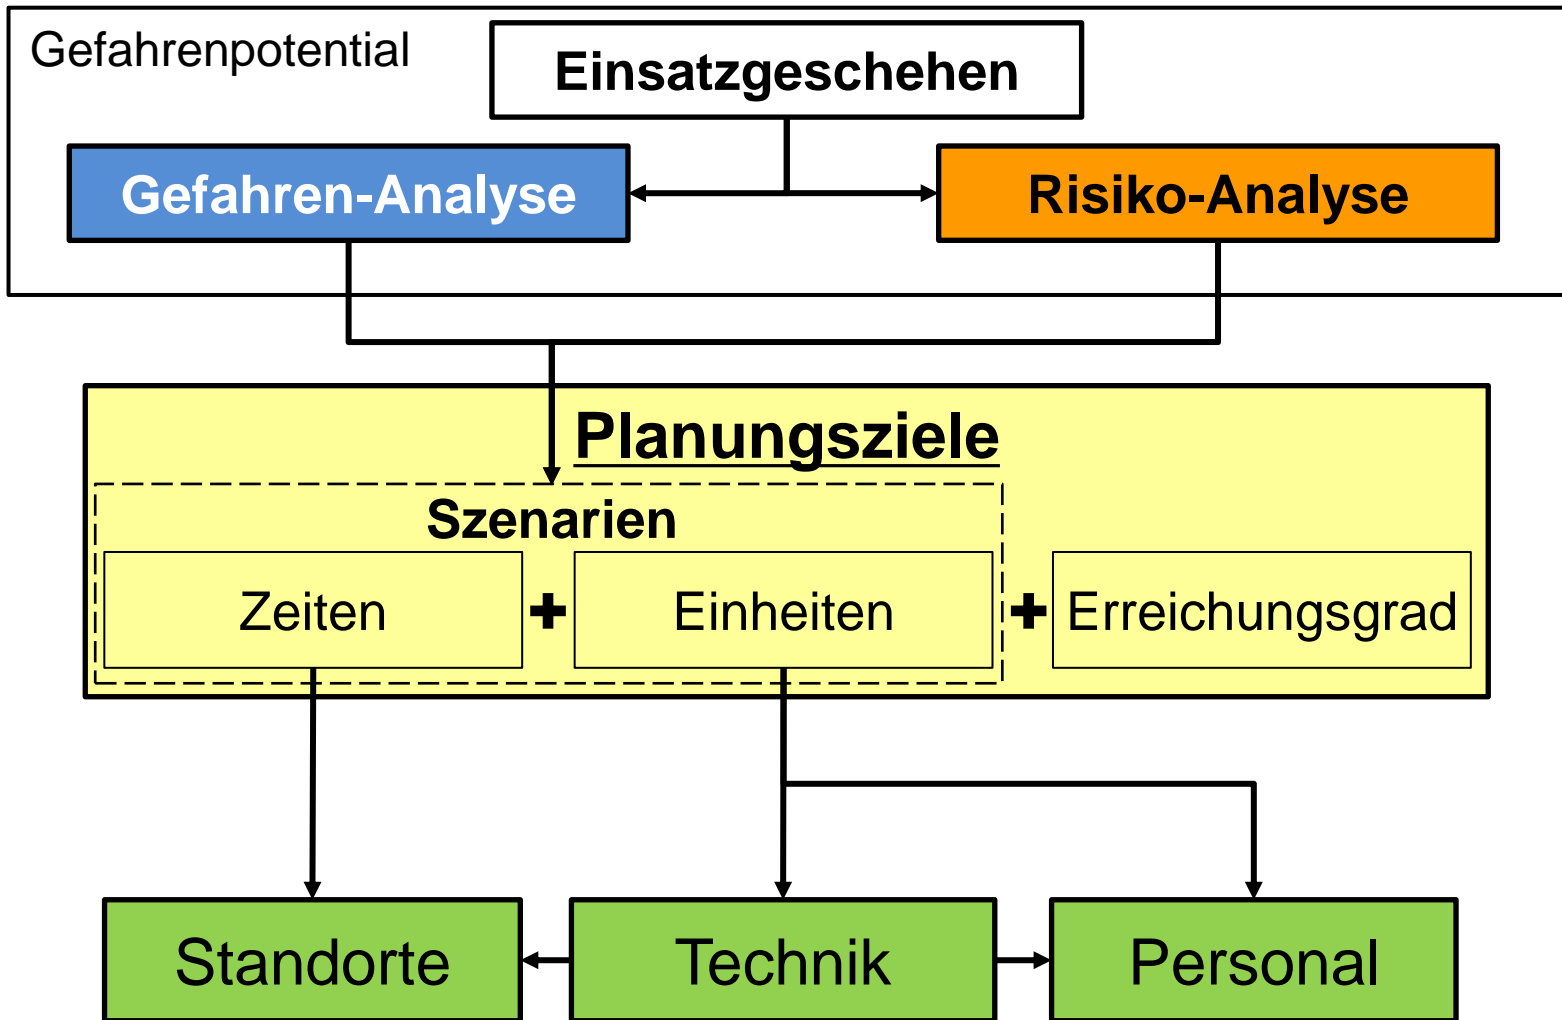 Gefahrenpotential
Einsatzgeschehen
Gefahren-Analyse
Risiko-Analyse
Planungsziele
Szenarien
Zeiten + Einheiten + Erreichungsgrad
Standorte
Technik
Personal